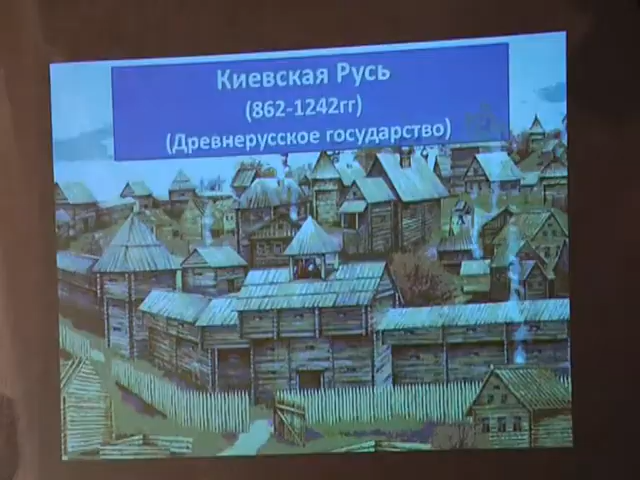 Киевская Русь
(862-1242гг)
(Древнерусское государство)